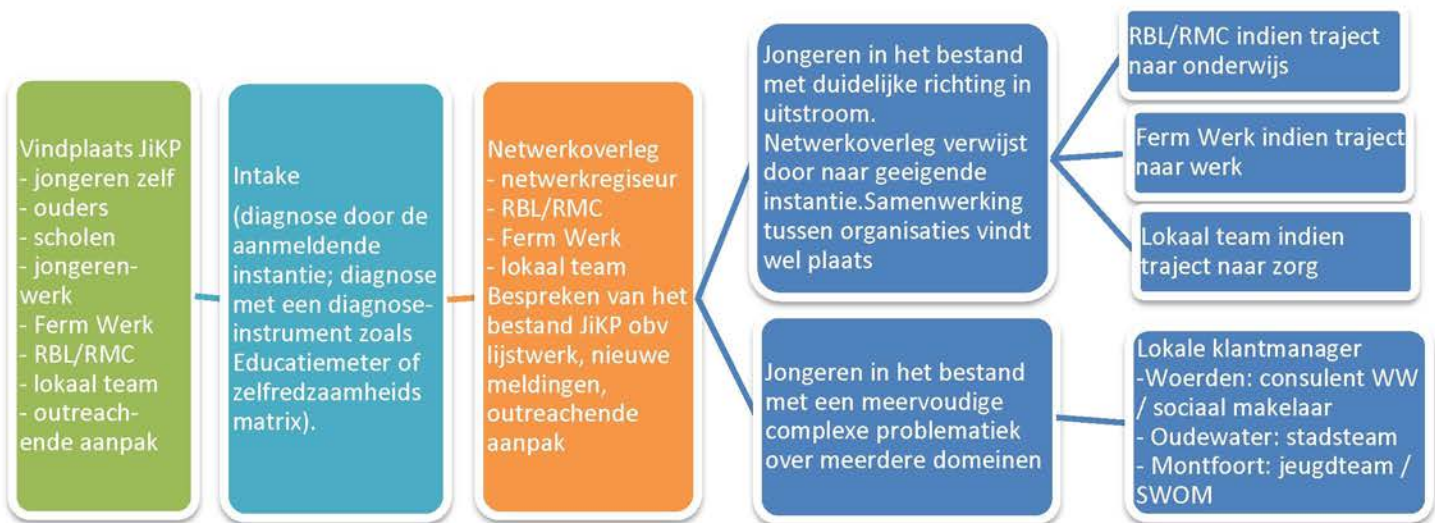 Vindplaats JiKP
- jongeren zelf
- ouders
- scholen
- jongeren-
werk
- Ferm Werk
- RBL/RMC
- lokaal team
- outreach-
ende aanpak
Intake
(diagnose door de
aanmeldende
instantie; diagnose
met een diagnose-
instrument zoals
Educatiemeter of
zelfredzaamheids
matrix).
Netwerkoverleg
- netwerkregiseur
- RBL/RMC
- Ferm Werk
- lokaal team
Bespreken van het
bestand JiKP obv
lijstwerk, nieuwe
meldingen,
outreachende
aanpak
Jongeren in het bestand
met duidelijke richting in
uitstroom.
Netwerkoverleg verwijst
door naar geeigende
instantie.Samenwerking
tussen organisaties vindt
wel plaats
RBL/RMC indien traject
naar onderwijs
Ferm Werk indien traject
naar werk
Lokaal team indien
traject naar zorg
Jongeren in het bestand
met een meervoudige
complexe problematiek
over meerdere domeinen
Lokale klantmanager
-Woerden: consulent WW
/ sociaal makelaar
- Oudewater: stadsteam
- Montfoort: jeugdteam /
SWOM